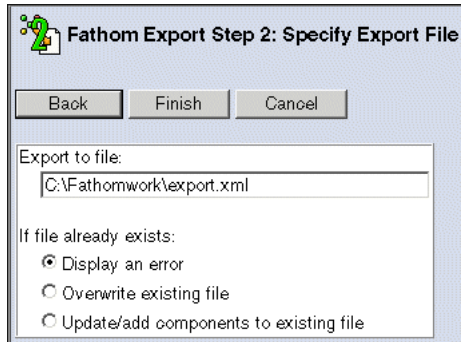 Fathom Export Step 2: Specify Export File
Back Finish Cancel
Export to file:
C:\Fathomwork\export.xml
If file already exists:
Display an error
Overwrite existing file
Update/add components to existing file